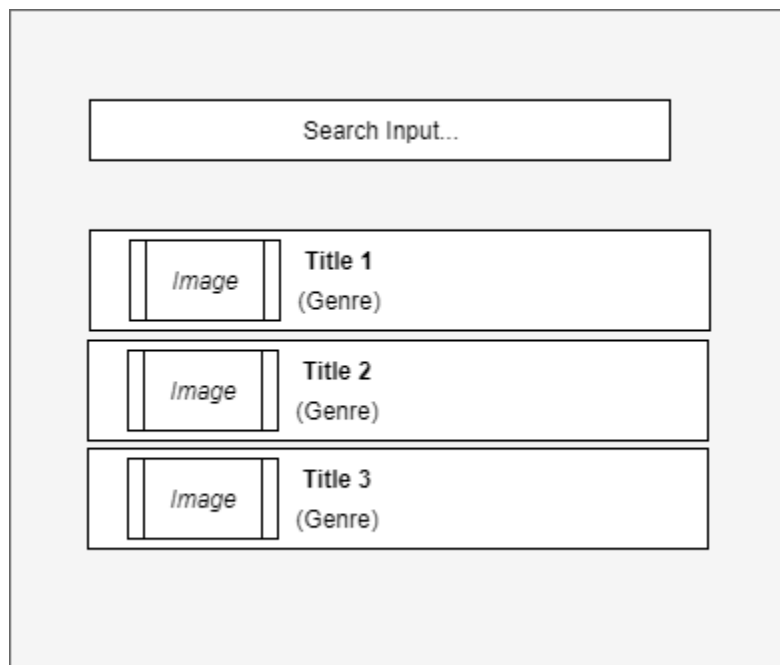 Search Input...
Image
Title 1
(Genre)
Image
Title 2
(Genre)
Image
Title 3
(Genre)